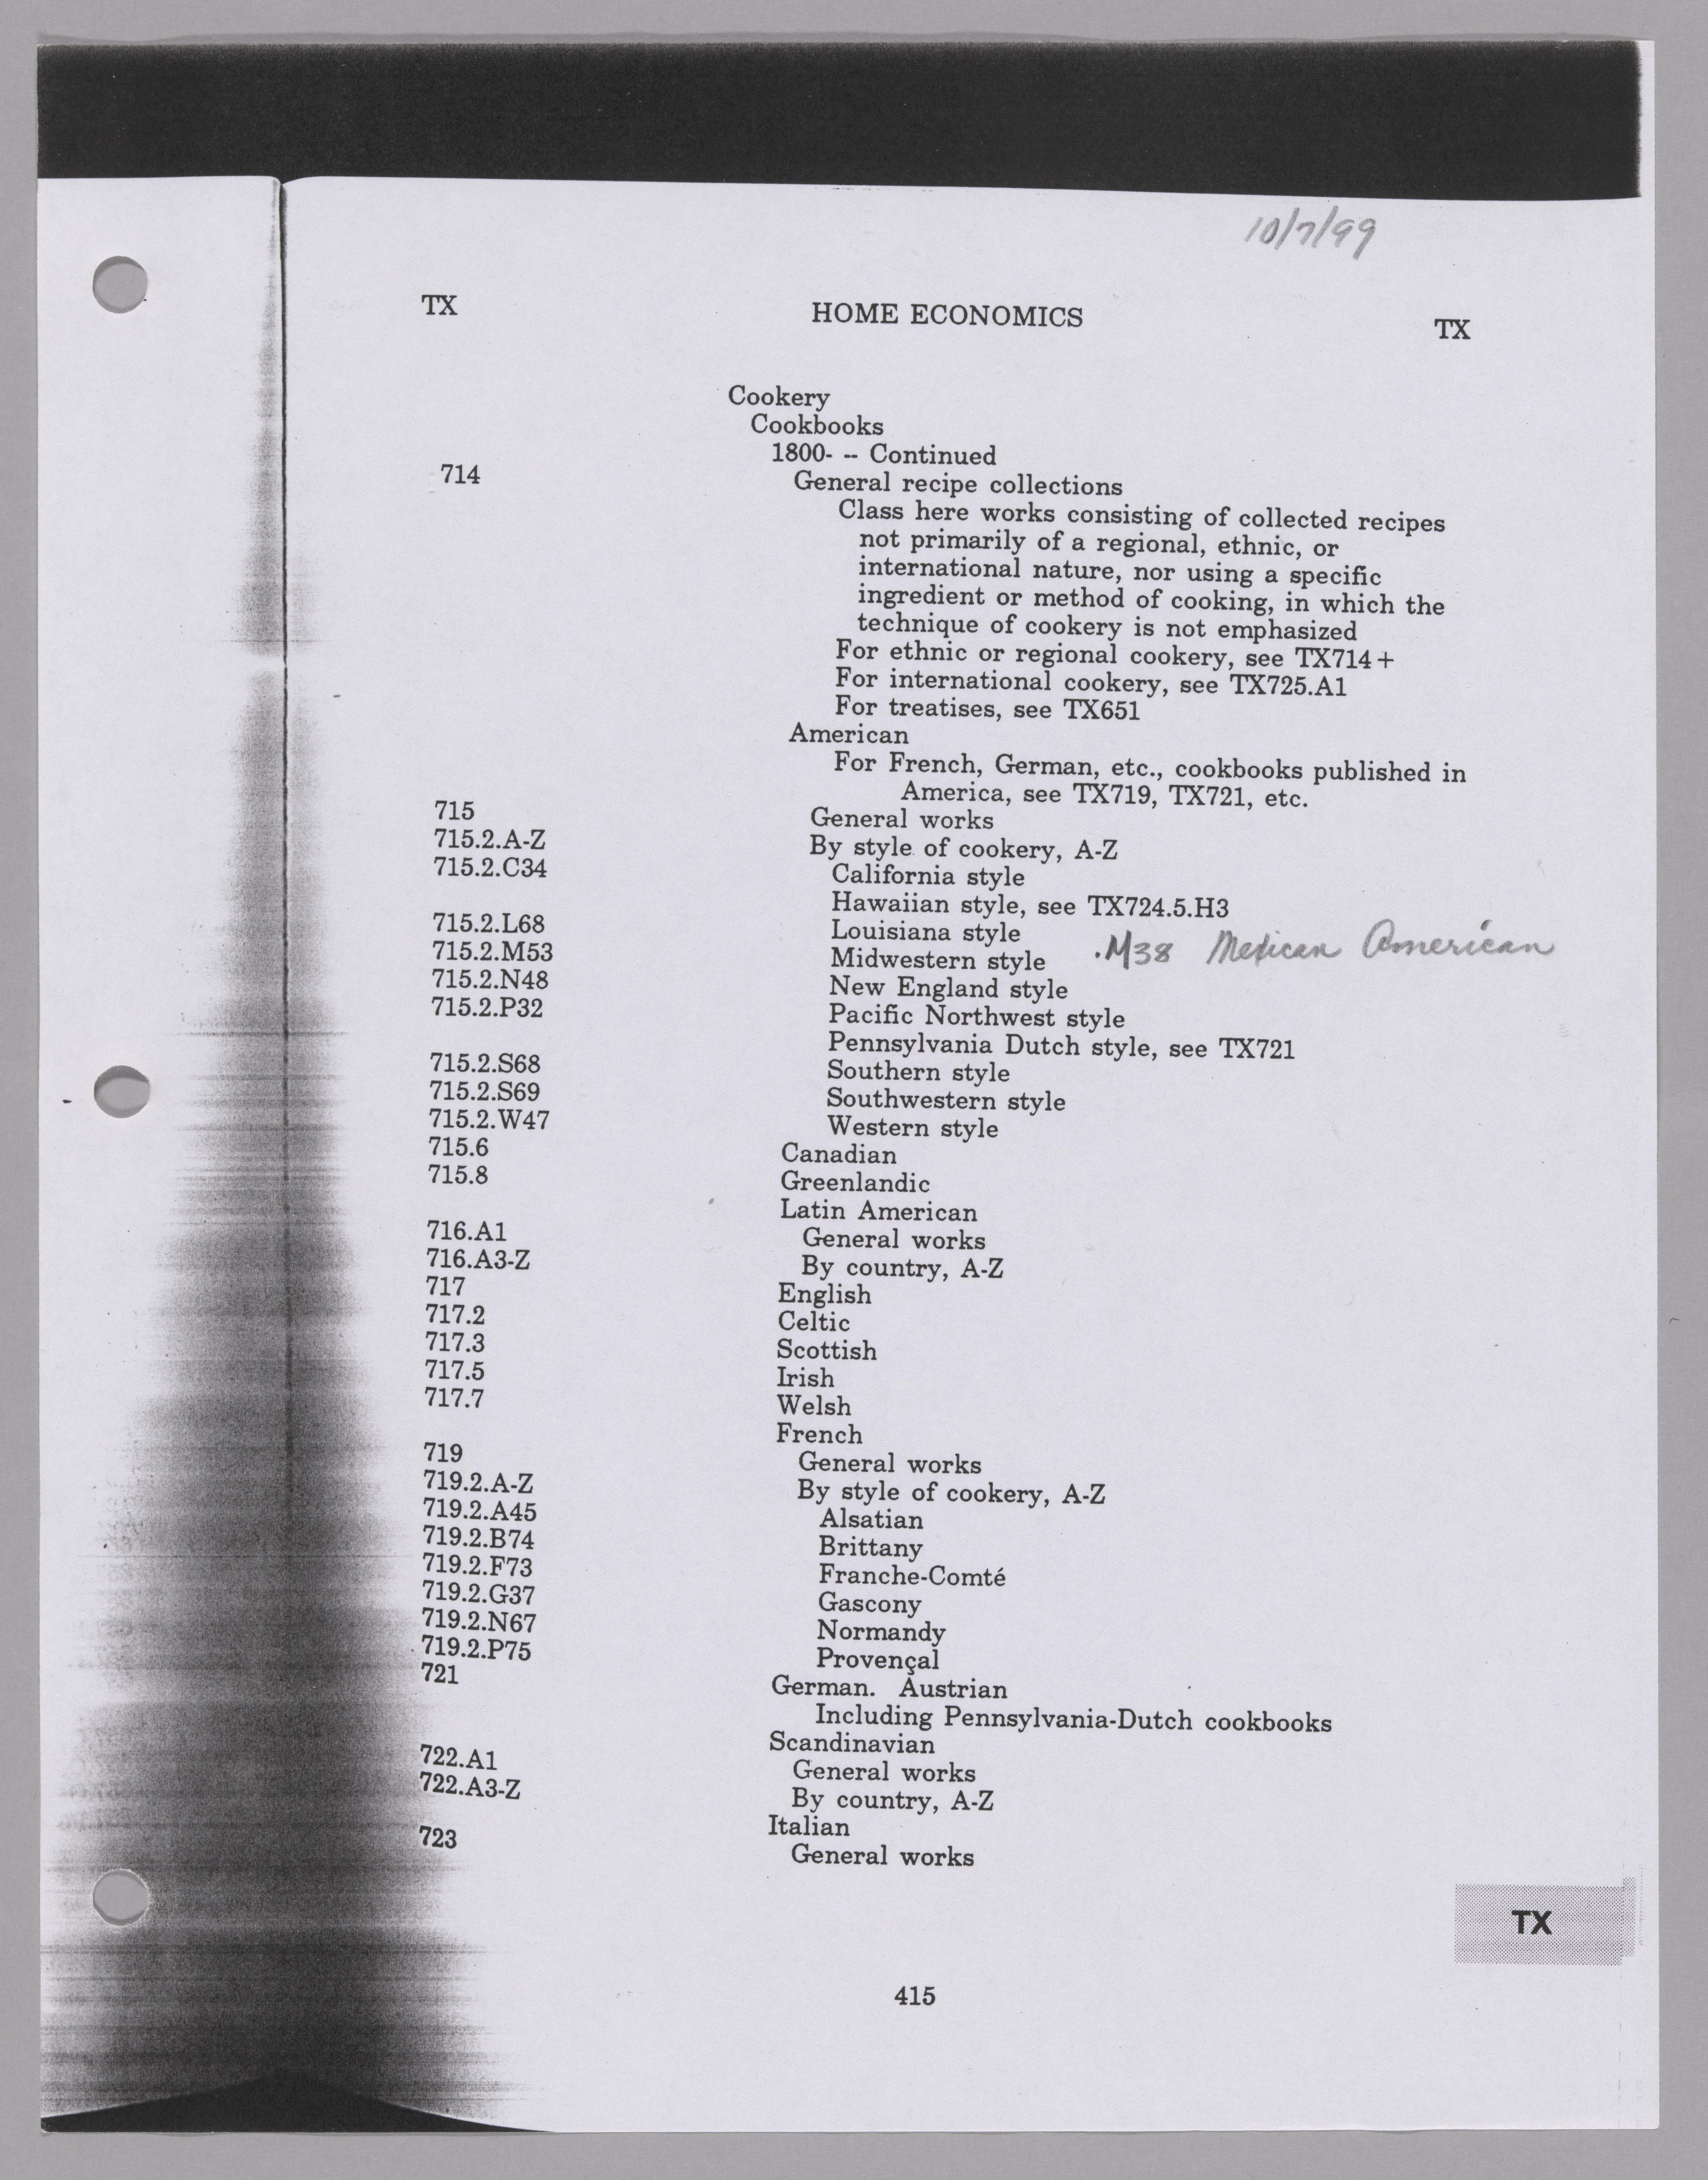 10/7/99
TX HOME ECONOMICS TX
Cookery
Cookbooks
1800- -- Continued
714 General recipe collections
Class here works consisting of collected recipes
not primarily of a regional, ethnic, or
international nature, nor using a specific
ingredient or method of cooking, in which the
technique of cookery is not emphasized
For ethnic or regional cookery, see TX714+
For international cookery, see TX725.A1
For treatises, see TX651
American
For French, German, etc., cookbooks published in
America, see TX719, TX721, etc.
715 General works
715.2.A-Z By style of cookery, A-Z
715.2.C34 California style
Hawaiian style, see TX724.5.H3
715.2.L68 Louisiana style
715.2.M53 Midwestern style .M38 Mexican American
715.2.N48 New England style
715.2.P32 Pacific Northwest style
Pennsylvania Dutch style, see TX721
715.2.S68 Southern style
715.2.S69 Southwestern style
715.2.W47 Western style
715.6 Canadian
715.8 Greenlandic
Latin American
716.A1 General works
716.A3-Z By country, A-Z
717 English
717.2 Celtic
717.3 Scottish
717.5 Irish
717.7 Welsh
French
719 General works
719.2.A-Z By style of cookery, A-Z
719.2.A45 Alsatian
719.2.B74 Brittany
719.2.F73 Franche-Comté
719.2.G37 Gascony
719.2.N67 Normandy
719.2.P75 Provençal
721 German. Austrian
Including Pennsylvania-Dutch cookbooks
Scandinavian
722.A1 General works
722.A3-Z By country, A-Z
Italian
723 General works
TX
415